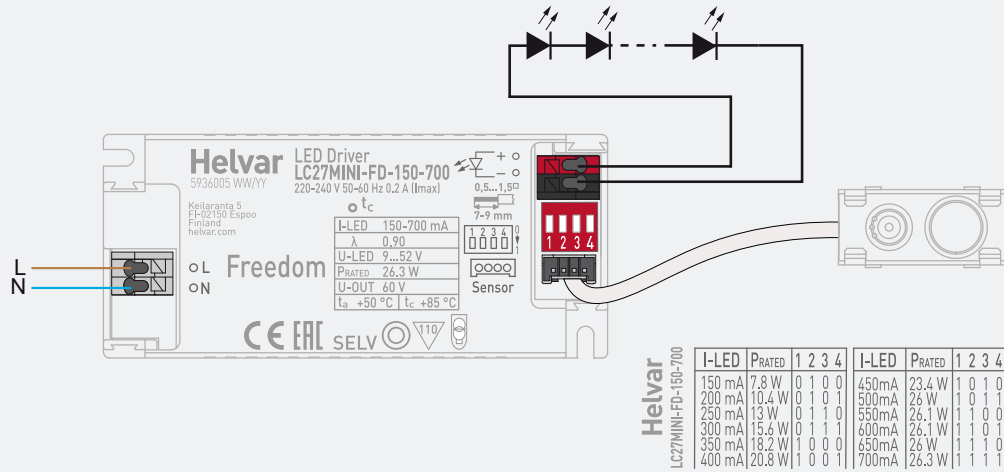 Helvar
5936005 WW/YY
LED Driver
LC27MINI-FD-150-700
220-240 V 50-60 Hz 0.2 A (Imax)
tc
Keilaranta 5
FI-02150 Espoo
Finland
helvar.com
I-LED 150-700 mA
λ 0.90
U-LED 9...52 V
PRATED 26.3 W
U-OUT 60 V
ta +50 °C tc +85 °C
+
−
0,5...1,5
7-9 mm
1 2 3 4
0
1
Sensor
1 2 3 4
L
N
L
N
Freedom
CE EAC SELV 110
Helvar
LC27MINI-FD-150-700
I-LED PRATED 1 2 3 4
150 mA 7.8 W 0 1 0 0
200 mA 10.4 W 0 1 0 1
250 mA 13 W 0 1 1 0
300 mA 15.6 W 0 1 1 1
350 mA 18.2 W 1 0 0 0
400 mA 20.8 W 1 0 0 1
I-LED PRATED 1 2 3 4
450mA 23.4 W 1 0 1 0
500mA 26 W 1 0 1 1
550mA 26.1 W 1 1 0 0
600mA 26.1 W 1 1 0 1
650mA 26 W 1 1 1 0
700mA 26.3 W 1 1 1 1